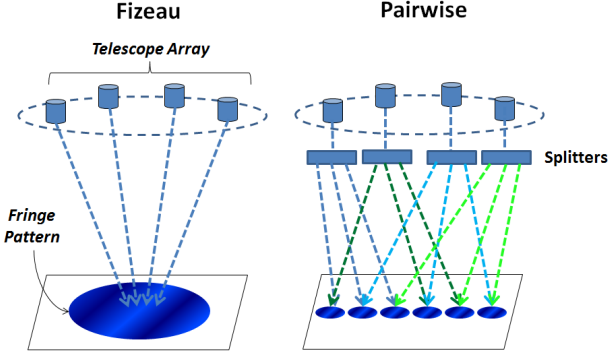 Fizeau
Pairwise
Telescope Array
Splitters
Fringe
Pattern